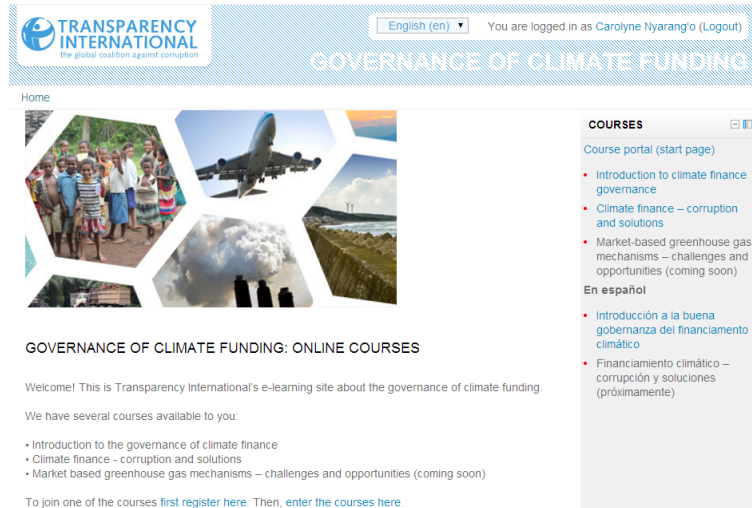 TRANSPARENCY
INTERNATIONAL
the global coalition against corruption
English (en)
You are logged in as Carolyne Nyarang'o (Logout)
GOVERNANCE OF CLIMATE FUNDING
Home
COURSES
Course portal (start page)
• Introduction to climate finance
governance
• Climate finance – corruption
and solutions
• Market-based greenhouse gas
mechanisms – challenges and
opportunities (coming soon)
En español
• Introducción a la buena
gobernanza del financiamento
climático
• Financiamiento climático –
corrupción y soluciones
(próximamente)
GOVERNANCE OF CLIMATE FUNDING: ONLINE COURSES
Welcome! This is Transparency International's e-learning site about the governance of climate funding.
We have several courses available to you:
• Introduction to the governance of climate finance
• Climate finance - corruption and solutions
• Market based greenhouse gas mechanisms – challenges and opportunities (coming soon)
To join one of the courses first register here. Then, enter the courses here.